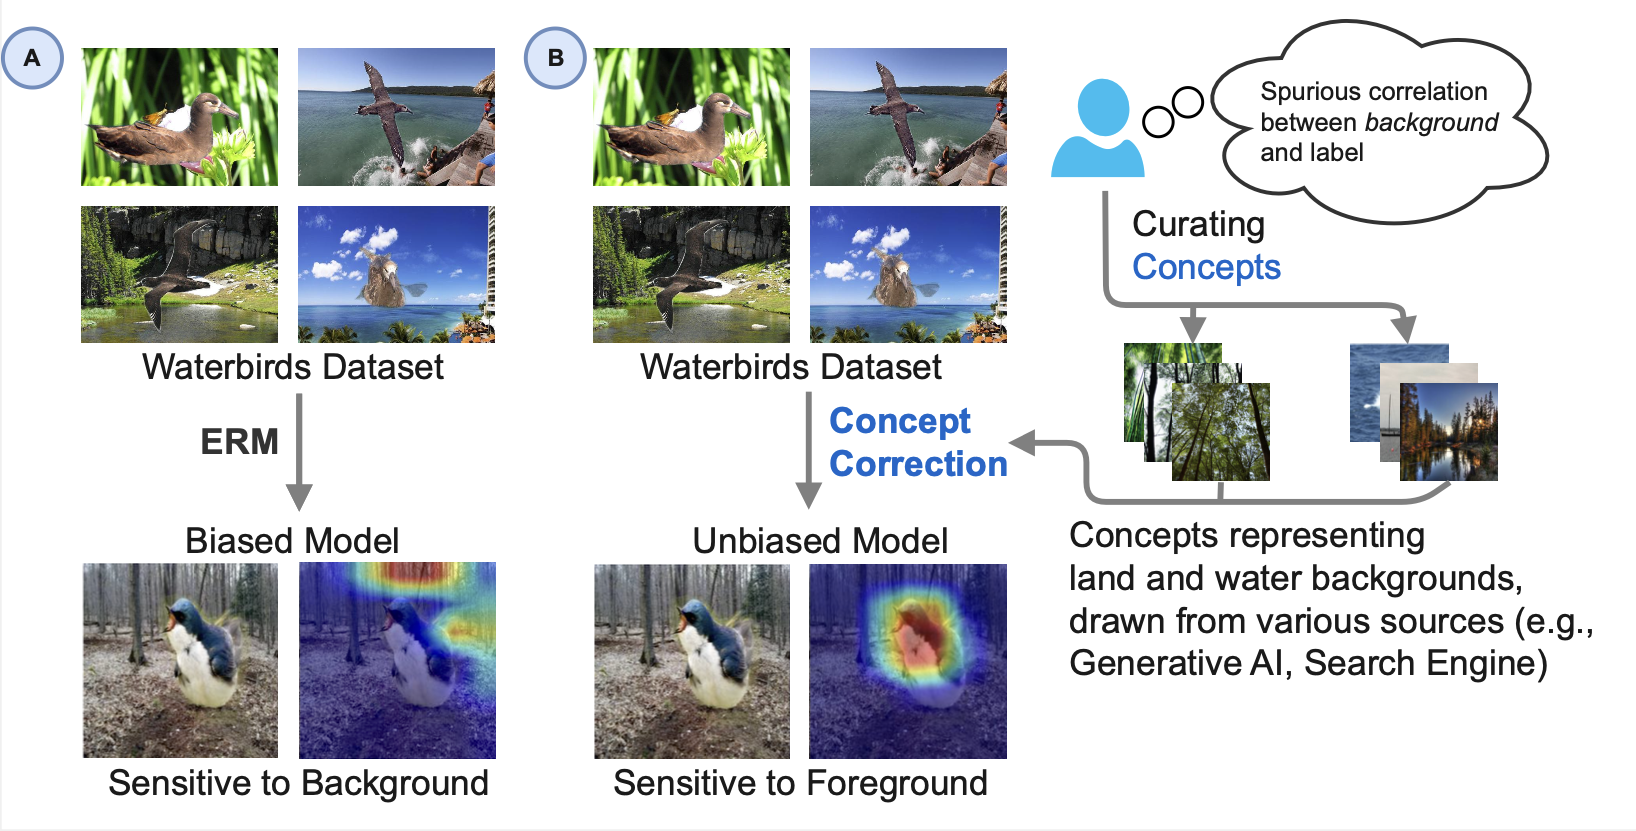 A
Waterbirds Dataset
ERM
Biased Model
Sensitive to Background
B
Waterbirds Dataset
Concept
Correction
Unbiased Model
Sensitive to Foreground
Spurious correlation
between background
and label
Curating
Concepts
Concepts representing
land and water backgrounds,
drawn from various sources (e.g.,
Generative AI, Search Engine)